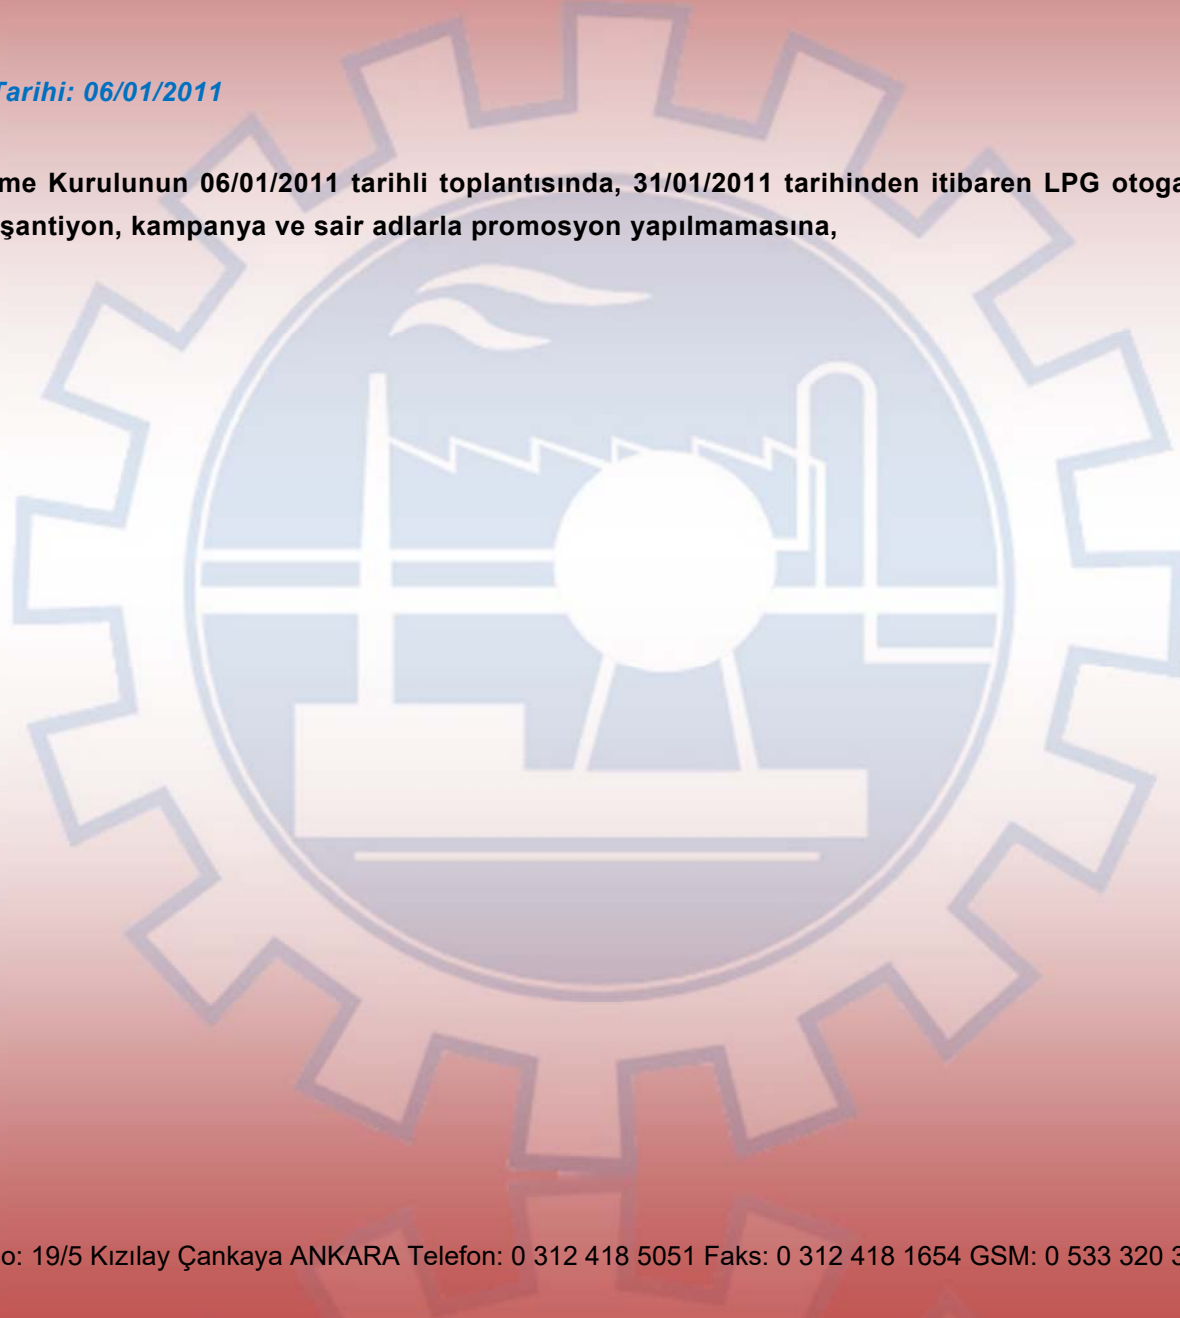 Tarihi: 06/01/2011
me Kurulunun 06/01/2011 tarihli toplantısında, 31/01/2011 tarihinden itibaren LPG otoga
şantiyon, kampanya ve sair adlarla promosyon yapılmamasına,
o: 19/5 Kızılay Çankaya ANKARA Telefon: 0 312 418 5051 Faks: 0 312 418 1654 GSM: 0 533 320 3